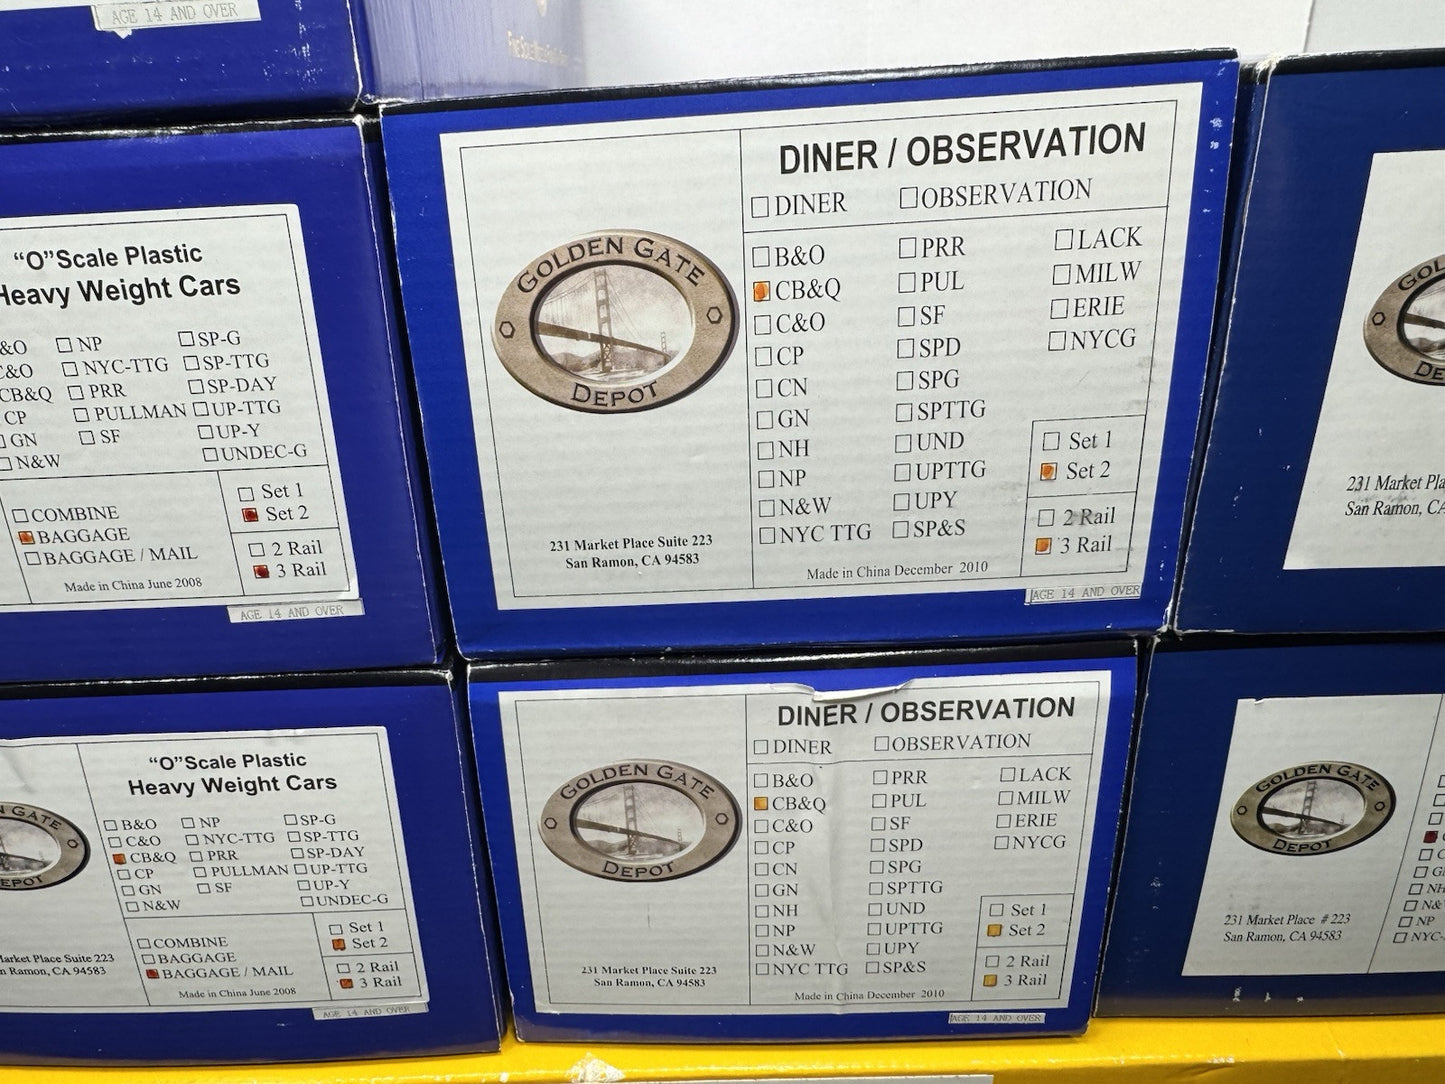 AGE 14 AND OVER
"O"Scale Plastic
Heavy Weight Cars
&O
NP
SP-G
C&O
NYC-TTG
SP-TTG
CB&Q
PRR
SP-DAY
CP
PULLMAN
UP-TTG
GN
SF
UP-Y
N&W
UNDEC-G
COMBINE
BAGGAGE
BAGGAGE / MAIL
Set 1
Set 2
2 Rail
3 Rail
Made in China June 2008
AGE 14 AND OVER
DINER / OBSERVATION
DINER
OBSERVATION
GOLDEN GATE
DEPOT
231 Market Place Suite 223
San Ramon, CA 94583
B&O
CB&Q
C&O
CP
CN
GN
NH
NP
N&W
NYC TTG
PRR
PUL
SF
SPD
SPG
SPTTG
UND
UPTTG
UPY
SP&S
LACK
MILW
ERIE
NYCG
Set 1
Set 2
2 Rail
3 Rail
Made in China December 2010
AGE 14 AND OVER
GOL
DE
231 Market Pla
San Ramon, CA
N GATE
EPOT
Market Place Suite 223
n Ramon, CA 94583
"O"Scale Plastic
Heavy Weight Cars
B&O
NP
SP-G
C&O
NYC-TTG
SP-TTG
CB&Q
PRR
SP-DAY
CP
PULLMAN
UP-TTG
GN
SF
UP-Y
N&W
UNDEC-G
COMBINE
BAGGAGE
BAGGAGE / MAIL
Set 1
Set 2
2 Rail
3 Rail
Made in China June 2008
AGE 14 AND OVER
DINER / OBSERVATION
DINER
OBSERVATION
GOLDEN GATE
DEPOT
231 Market Place Suite 223
San Ramon, CA 94583
B&O
CB&Q
C&O
CP
CN
GN
NH
NP
N&W
NYC TTG
PRR
PUL
SF
SPD
SPG
SPTTG
UND
UPTTG
UPY
SP&S
LACK
MILW
ERIE
NYCG
Set 1
Set 2
2 Rail
3 Rail
Made in China December 2010
AGE 14 AND OVER
GOLDEN GATE
DEPOT
231 Market Place # 223
San Ramon, CA. 94583
C
G
NH
N&
NP
NYC-